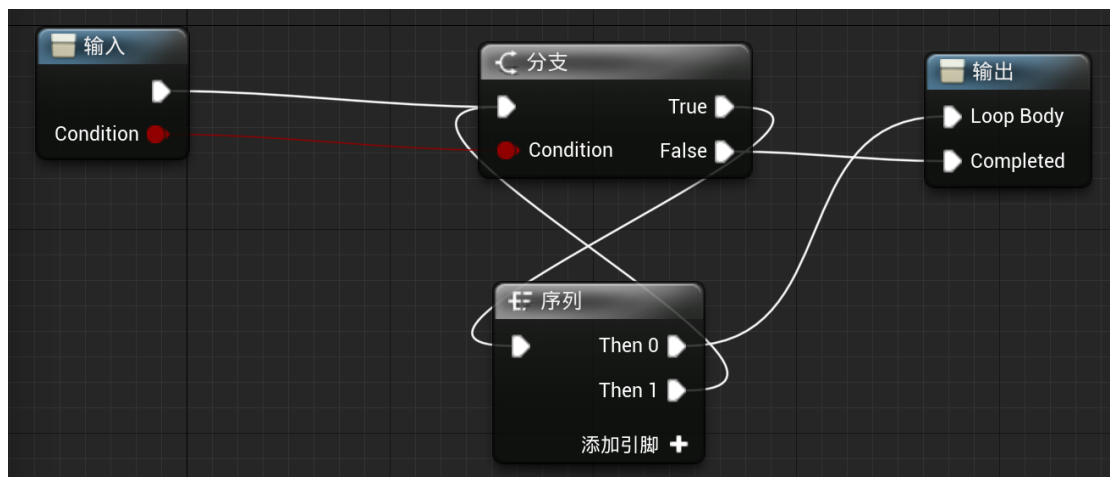 输入
Condition
分支
True
Condition
False
输出
Loop Body
Completed
序列
Then 0
Then 1
添加引脚